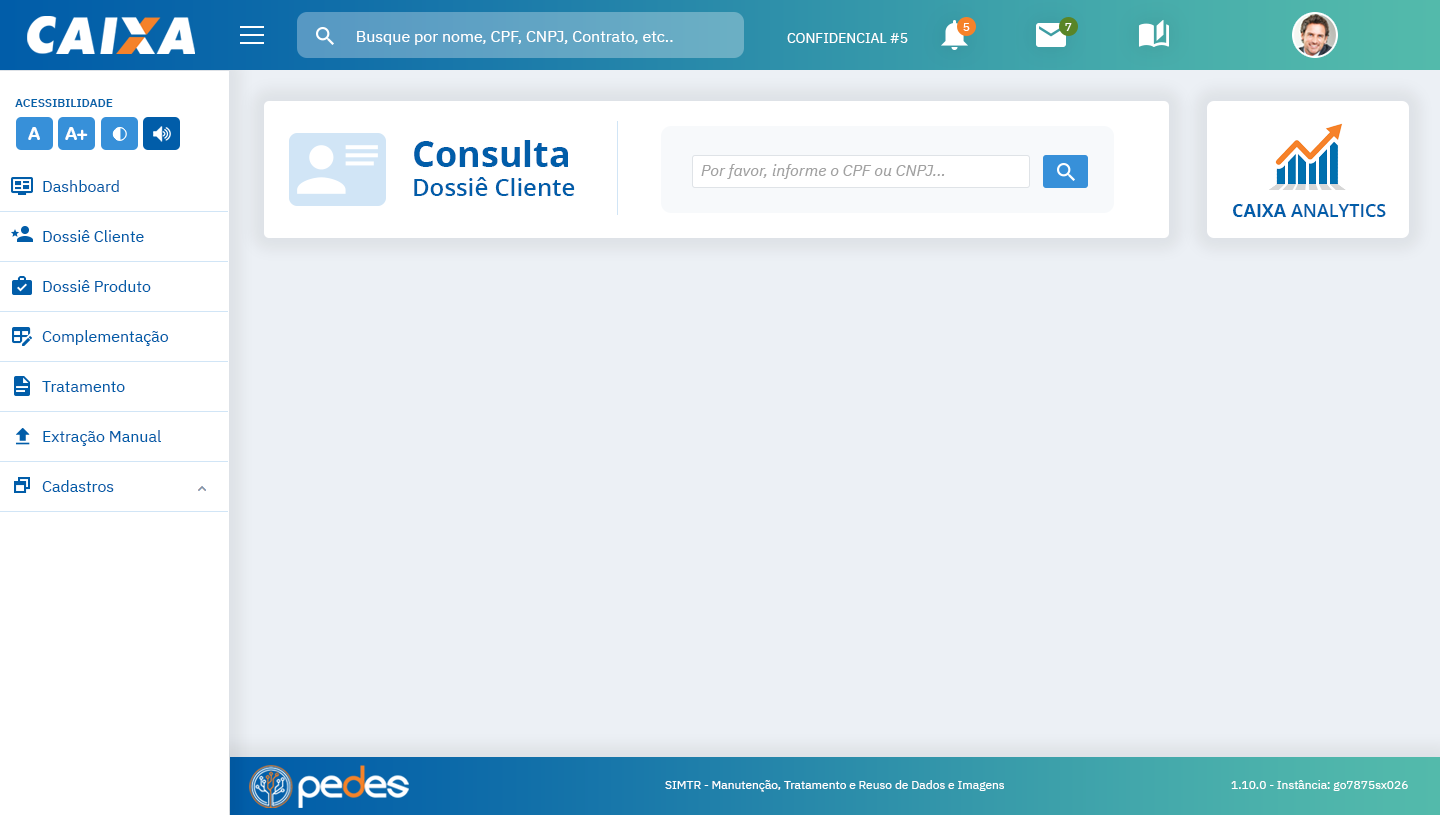 CAIXA
Busque por nome, CPF, CNPJ, Contrato, etc..
CONFIDENCIAL #5
5
7
ACESSIBILIDADE
A
A+
Dashboard
Dossiê Cliente
Dossiê Produto
Complementação
Tratamento
Extração Manual
Cadastros
Consulta
Dossiê Cliente
Por favor, informe o CPF ou CNPJ...
CAIXA ANALYTICS
pedes
SIMTR - Manutenção, Tratamento e Reuso de Dados e Imagens
1.10.0 - Instância: go7875sx026